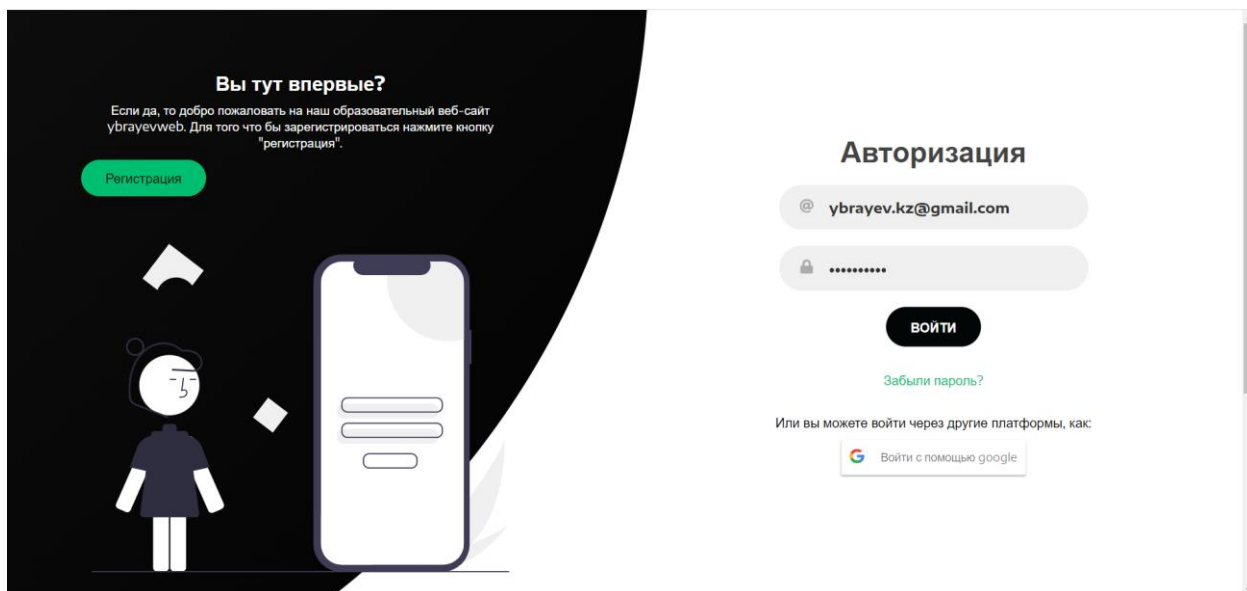 Вы тут впервые?
Если да, то добро пожаловать на наш образовательный веб-сайт
ybrayevweb. Для того что бы зарегистрироваться нажмите кнопку
"регистрация".
Регистрация
Авторизация
@ ybrayev.kz@gmail.com
••••••••••
ВОЙТИ
Забыли пароль?
Или вы можете войти через другие платформы, как:
G Войти с помощью google